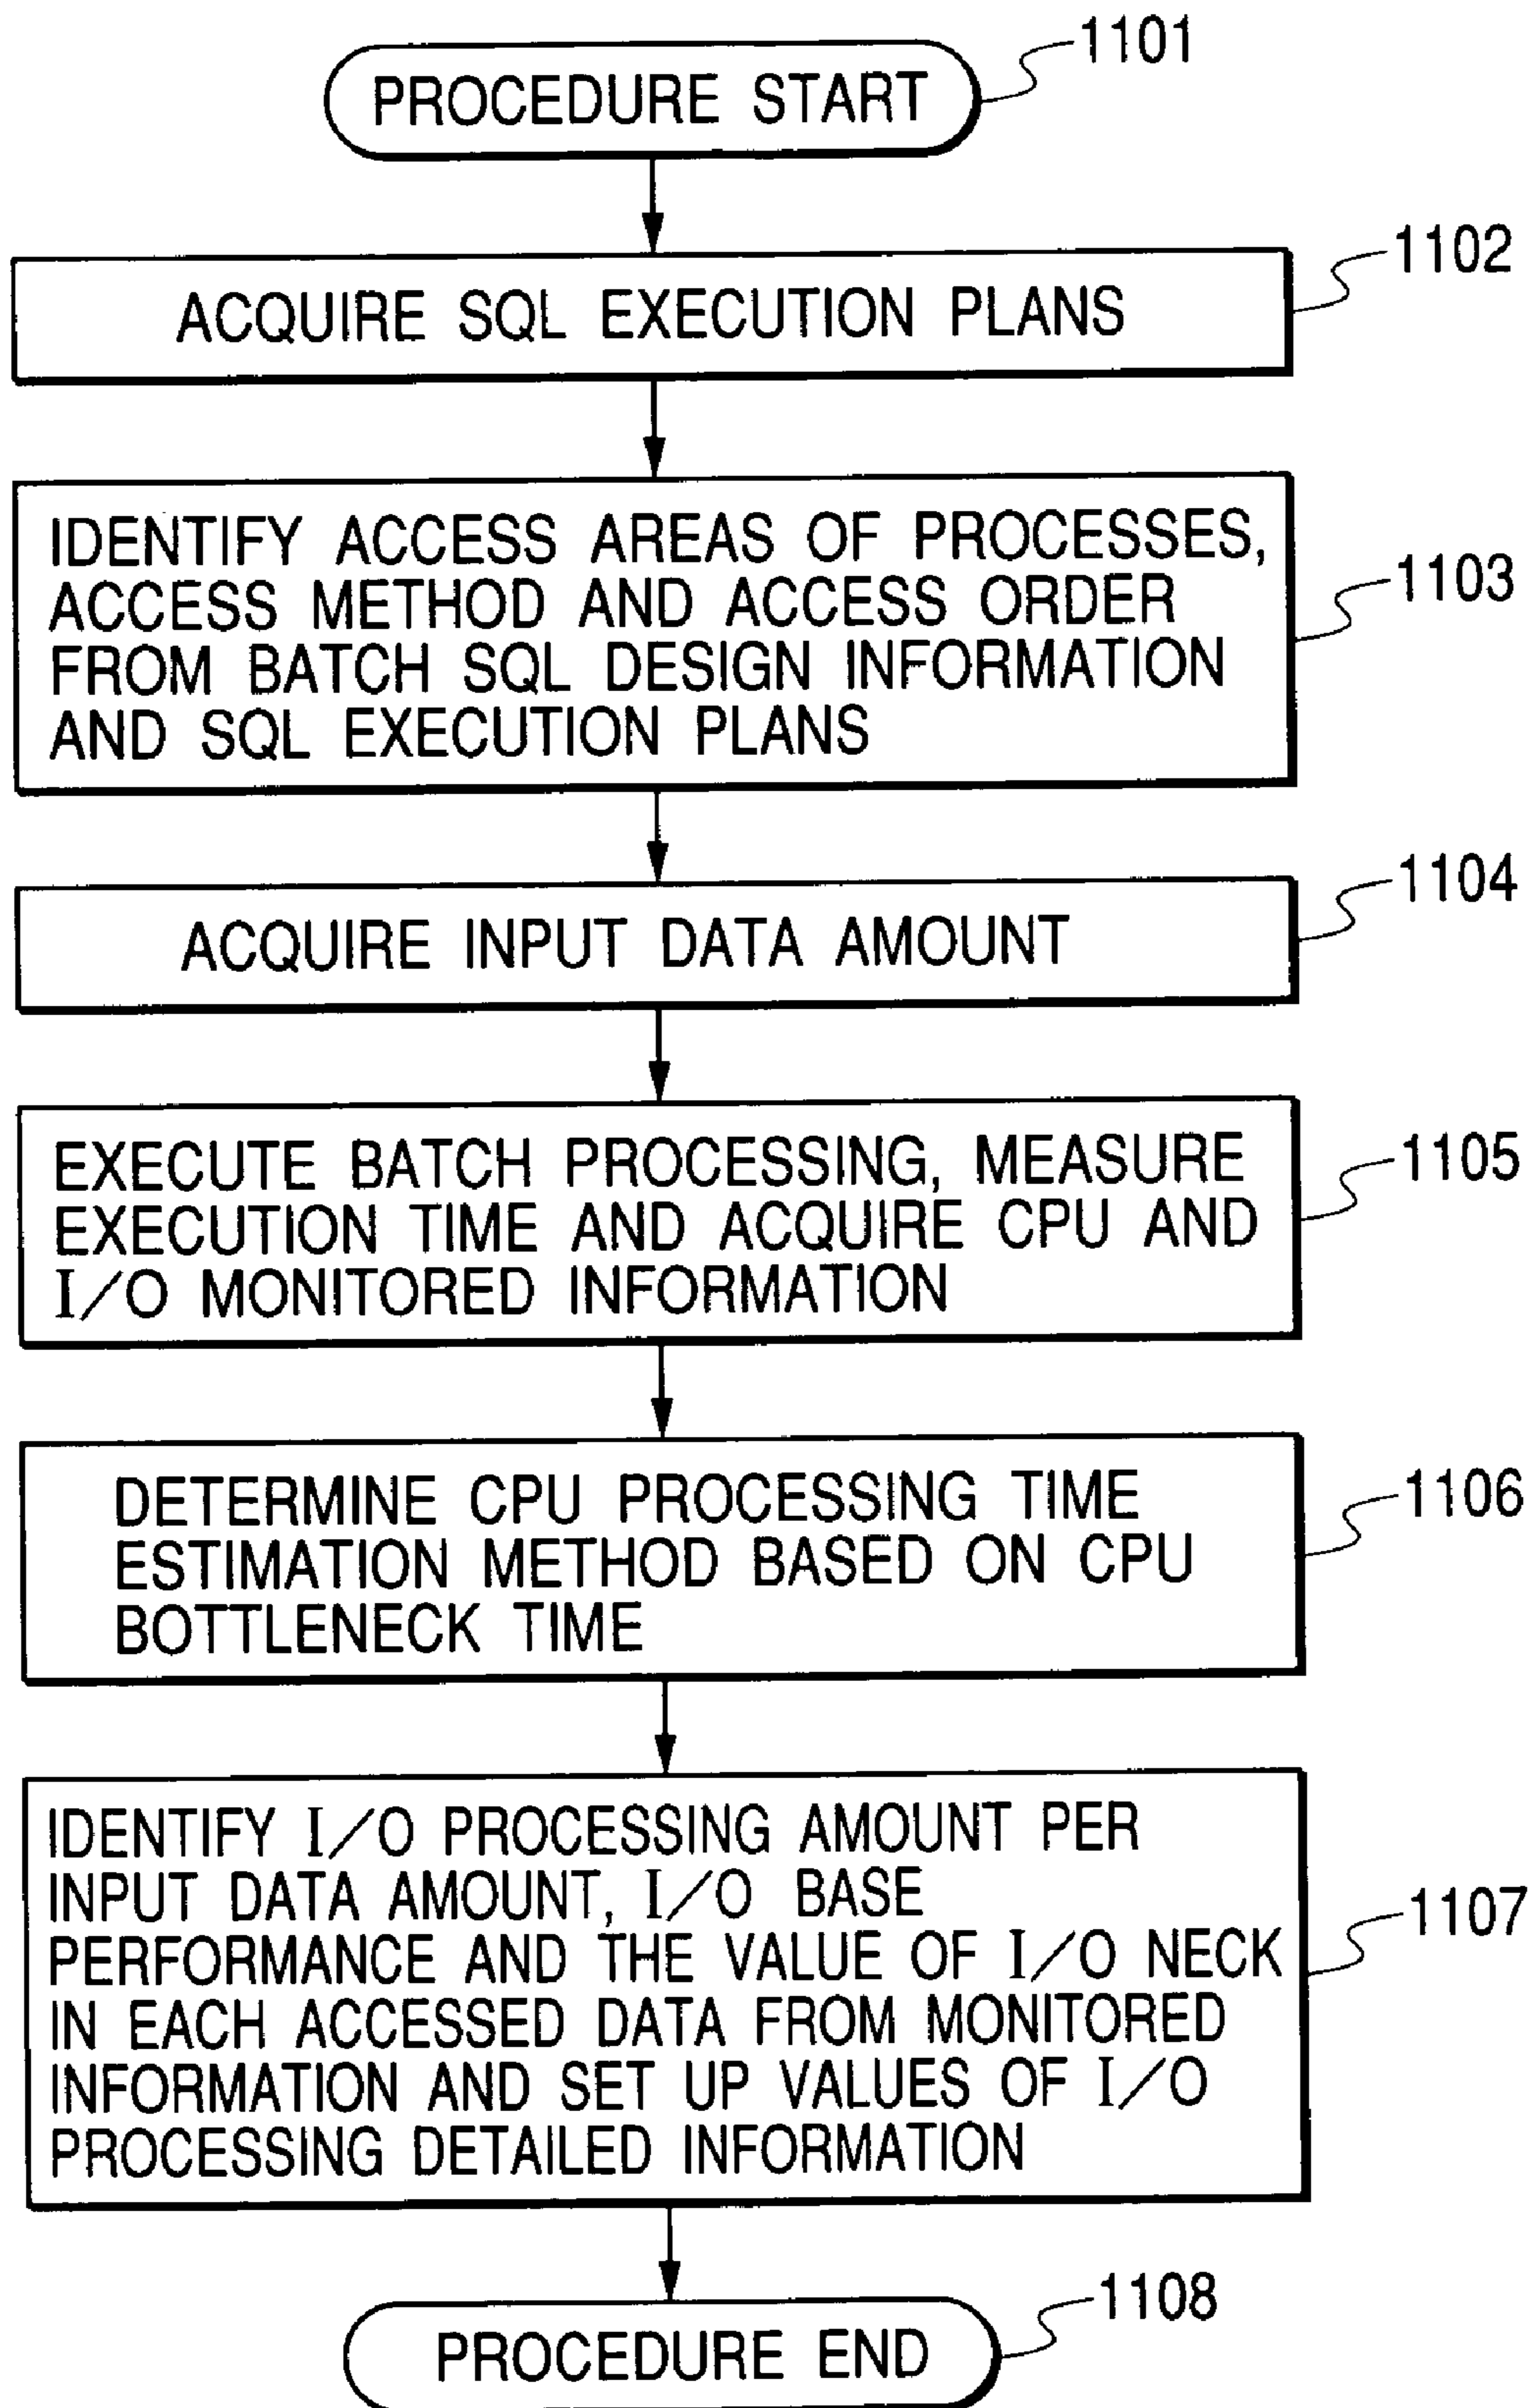 PROCEDURE START
1101
ACQUIRE SQL EXECUTION PLANS
1102
IDENTIFY ACCESS AREAS OF PROCESSES,
ACCESS METHOD AND ACCESS ORDER
FROM BATCH SQL DESIGN INFORMATION
AND SQL EXECUTION PLANS
1103
ACQUIRE INPUT DATA AMOUNT
1104
EXECUTE BATCH PROCESSING, MEASURE
EXECUTION TIME AND ACQUIRE CPU AND
I/O MONITORED INFORMATION
1105
DETERMINE CPU PROCESSING TIME
ESTIMATION METHOD BASED ON CPU
BOTTLENECK TIME
1106
IDENTIFY I/O PROCESSING AMOUNT PER
INPUT DATA AMOUNT, I/O BASE
PERFORMANCE AND THE VALUE OF I/O NECK
IN EACH ACCESSED DATA FROM MONITORED
INFORMATION AND SET UP VALUES OF I/O
PROCESSING DETAILED INFORMATION
1107
PROCEDURE END
1108